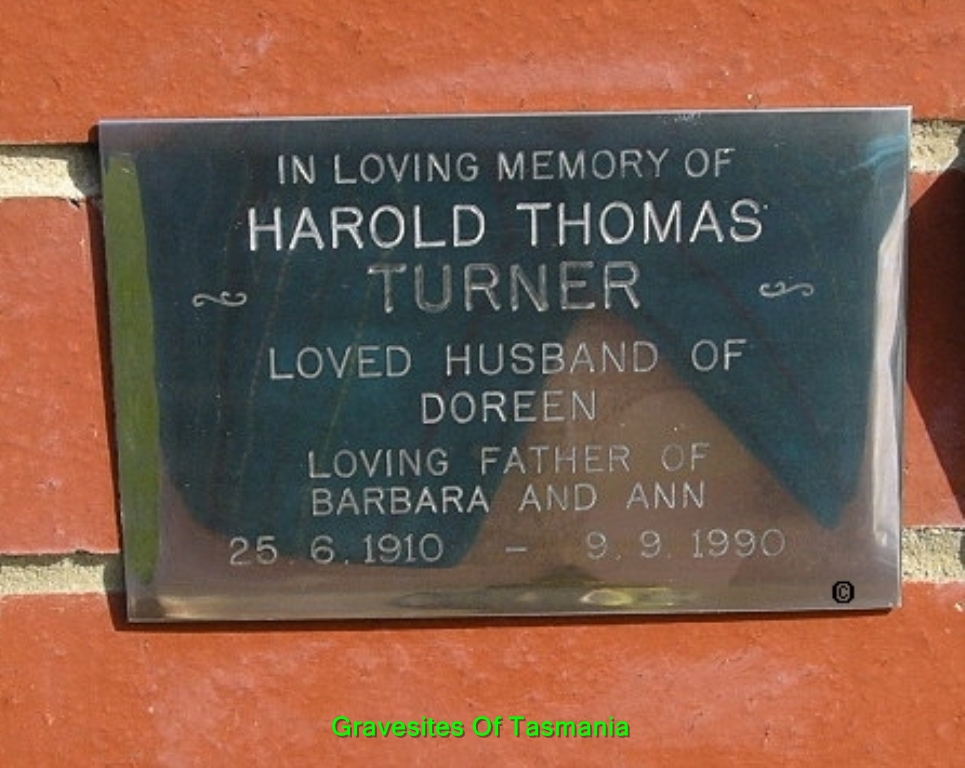 IN LOVING MEMORY OF
HAROLD THOMAS
TURNER
LOVED HUSBAND OF
DOREEN
LOVING FATHER OF
BARBARA AND ANN
25.6.1910 – 9.9.1990
©
Gravesites Of Tasmania